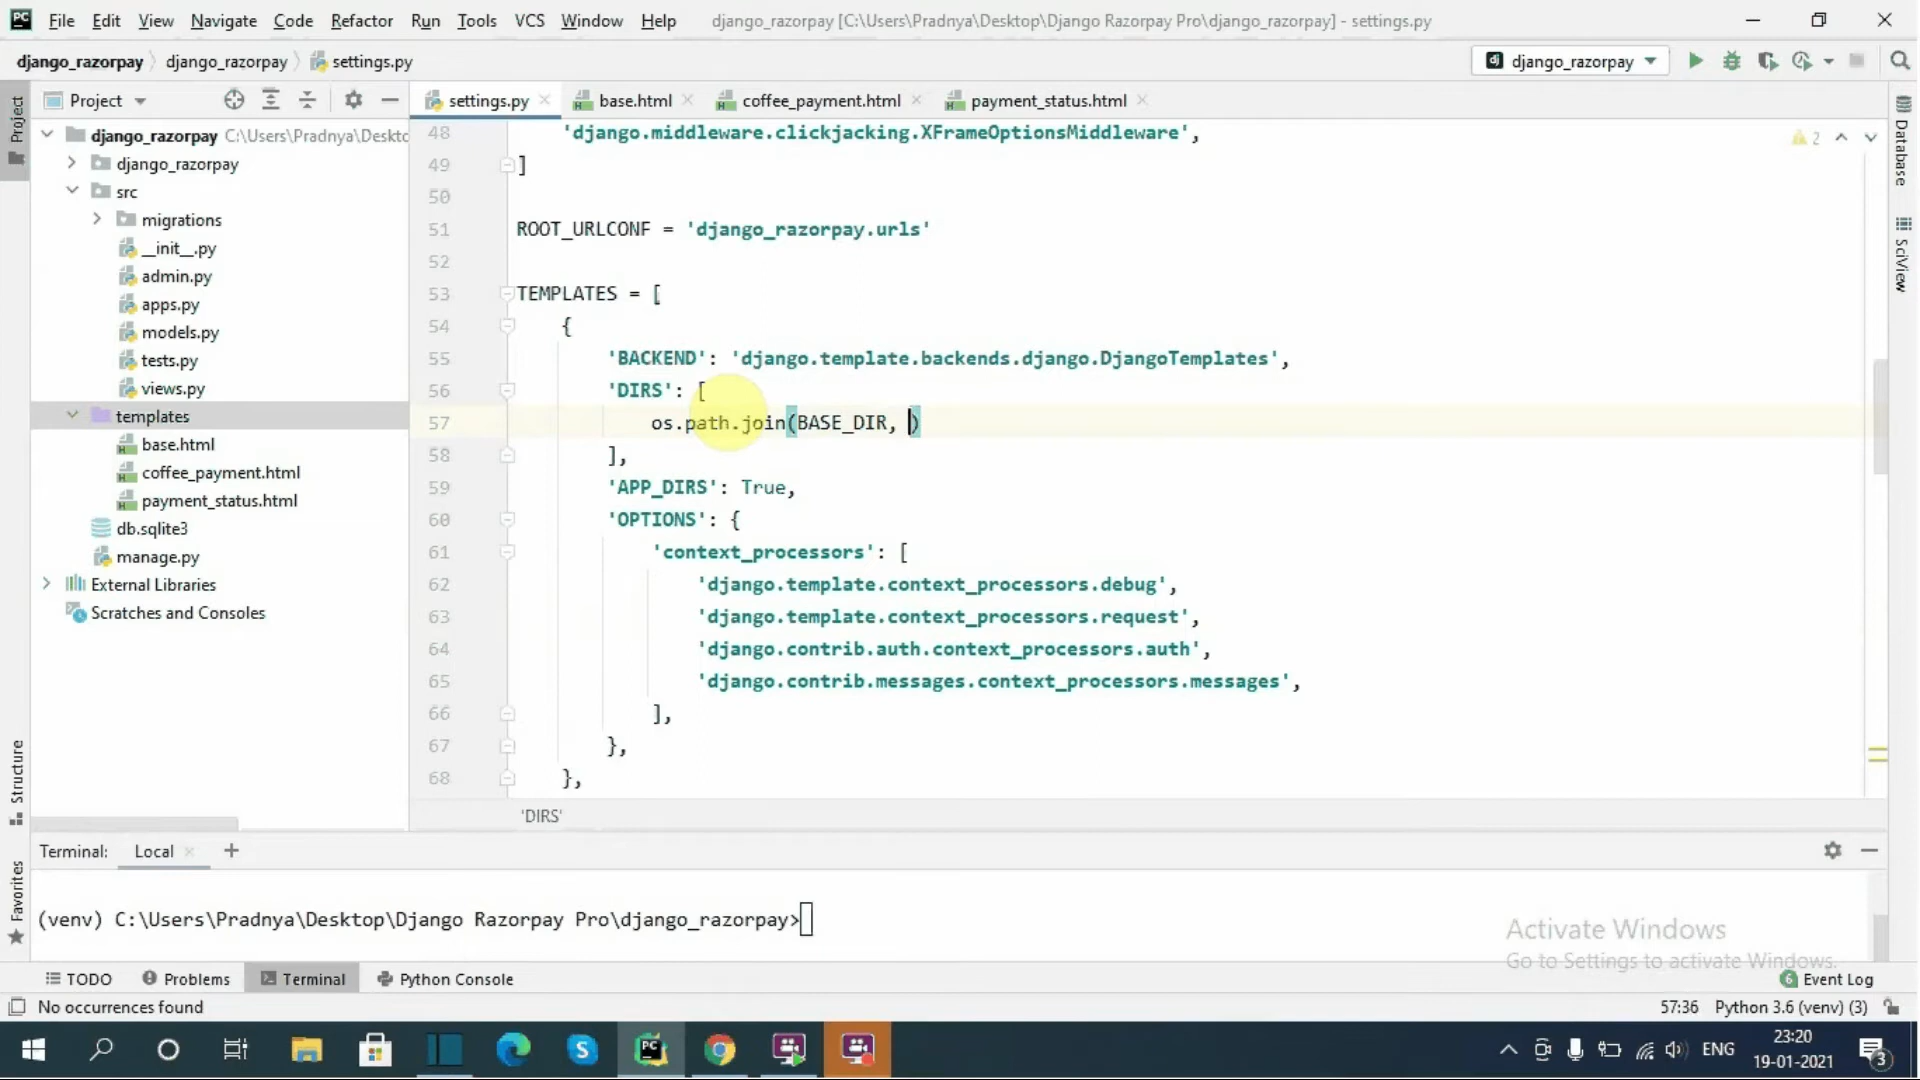 PC File Edit View Navigate Code Refactor Run Tools VCS Window Help django_razorpay [C:\Users\Pradnya\Desktop\Django Razorpay Pro\django_razorpay] - settings.py
django_razorpay django_razorpay settings.py
dj django_razorpay
Project
settings.py base.html coffee_payment.html payment_status.html
django_razorpay C:\Users\Pradnya\Deskto
django_razorpay
src
migrations
__init__.py
admin.py
apps.py
models.py
tests.py
views.py
templates
base.html
coffee_payment.html
payment_status.html
db.sqlite3
manage.py
External Libraries
Scratches and Consoles
Project
Structure
Favorites
48 'django.middleware.clickjacking.XFrameOptionsMiddleware',
49 ]
50
51 ROOT_URLCONF = 'django_razorpay.urls'
52
53 TEMPLATES = [
54 {
55 'BACKEND': 'django.template.backends.django.DjangoTemplates',
56 'DIRS': [
57 os.path.join(BASE_DIR, )
58 ],
59 'APP_DIRS': True,
60 'OPTIONS': {
61 'context_processors': [
62 'django.template.context_processors.debug',
63 'django.template.context_processors.request',
64 'django.contrib.auth.context_processors.auth',
65 'django.contrib.messages.context_processors.messages',
66 ],
67 },
68 },
2
Database
SciView
'DIRS'
Terminal: Local +
(venv) C:\Users\Pradnya\Desktop\Django Razorpay Pro\django_razorpay>
Activate Windows
Go to Settings to activate Windows.
TODO Problems Terminal Python Console
6 Event Log
No occurrences found
57:36 Python 3.6 (venv) (3)
PC
ENG
23:20
19-01-2021
3